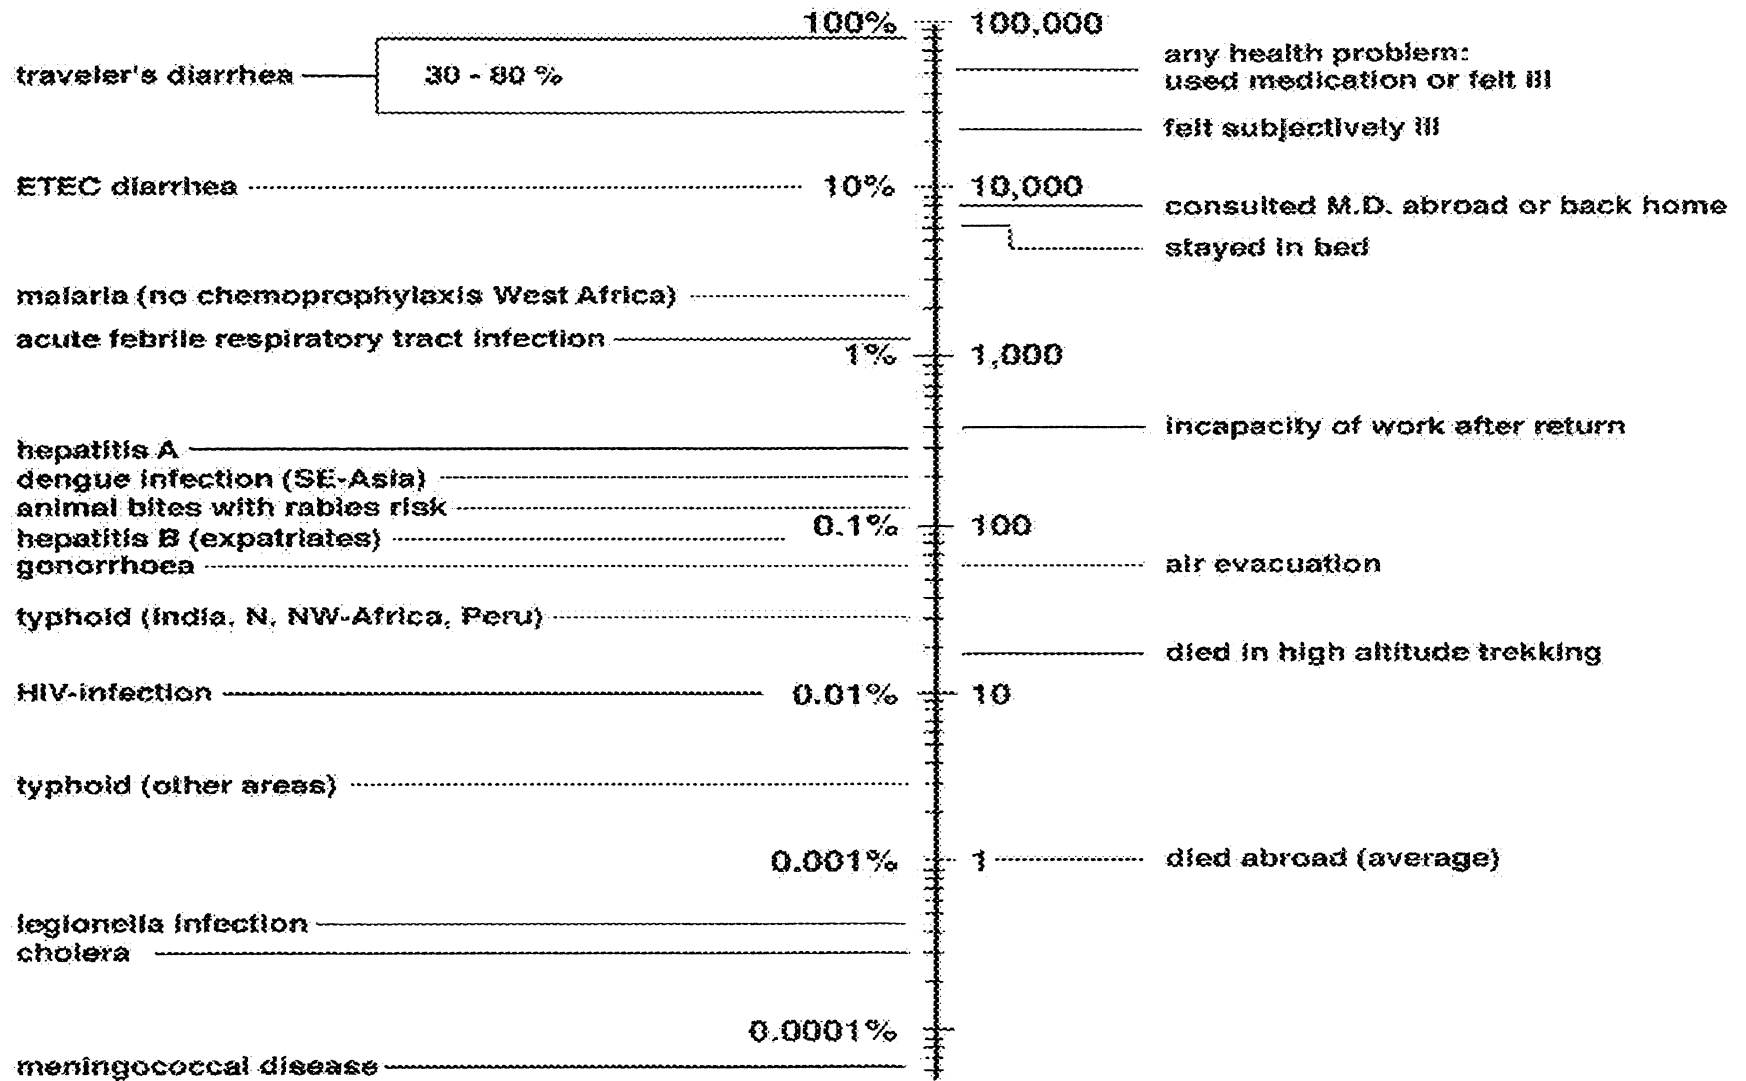 100% 100,000
any health problem:
traveler's diarrhea 30 - 80 % used medication or felt ill
felt subjectively ill
ETEC diarrhea 10% 10,000
consulted M.D. abroad or back home
stayed in bed
malaria (no chemoprophylaxis West Africa)
acute febrile respiratory tract infection
1% 1,000
incapacity of work after return
hepatitis A
dengue infection (SE-Asia)
animal bites with rabies risk
0.1% 100
hepatitis B (expatriates)
gonorrhoea air evacuation
typhoid (India, N, NW-Africa, Peru)
died in high altitude trekking
HIV-infection 0.01% 10
typhoid (other areas)
0.001% 1 died abroad (average)
legionella infection
cholera
0.0001%
meningococcal disease